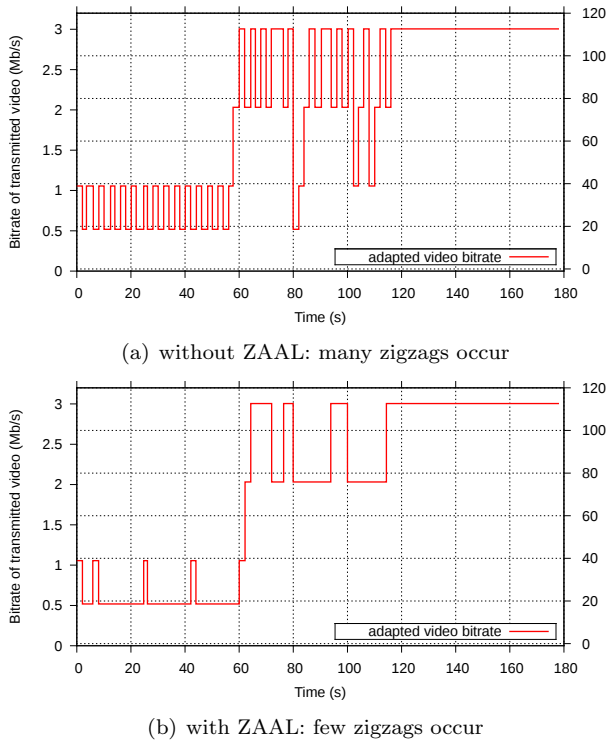 3
2.5
2
1.5
1
0.5
0
120
100
80
60
40
20
0
Bitrate of transmitted video (Mb/s)
adapted video bitrate
0 20 40 60 80 100 120 140 160 180
Time (s)
(a) without ZAAL: many zigzags occur
3
2.5
2
1.5
1
0.5
0
120
100
80
60
40
20
0
Bitrate of transmitted video (Mb/s)
adapted video bitrate
0 20 40 60 80 100 120 140 160 180
Time (s)
(b) with ZAAL: few zigzags occur